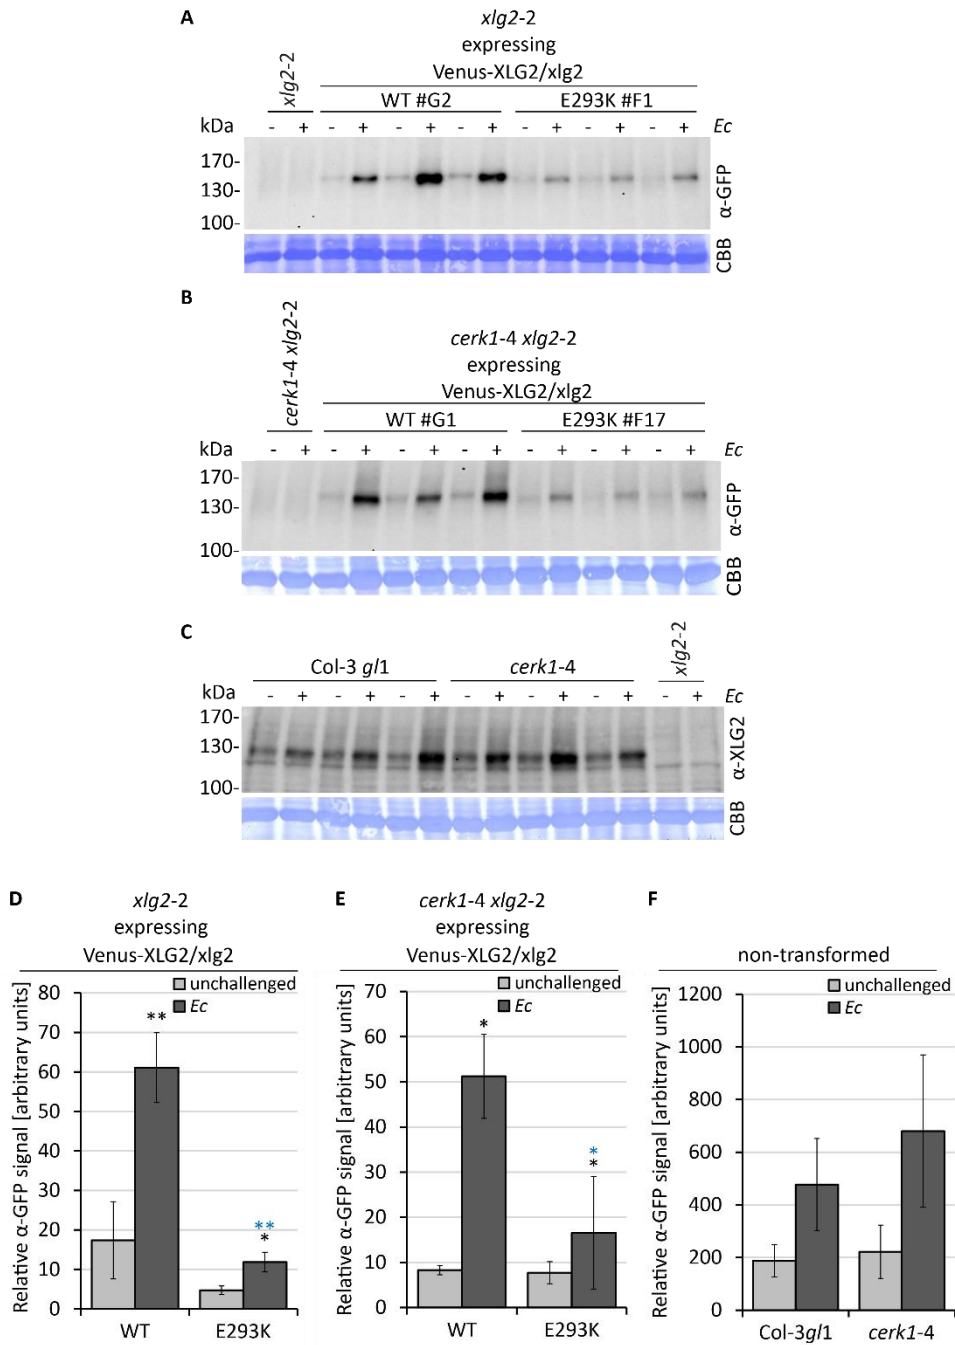 A
xlg2-2
expressing
Venus-XLG2/xlg2
xlg2-2
WT #G2 E293K #F1
kDa - + - + - + - + - + - + - + Ec
170-
130-
100-
α-GFP
CBB
B
cerk1-4 xlg2-2
cerk1-4 xlg2-2
expressing
Venus-XLG2/xlg2
WT #G1 E293K #F17
kDa - + - + - + - + - + - + - + Ec
170-
130-
100-
α-GFP
CBB
C
Col-3 gl1 cerk1-4 xlg2-2
kDa - + - + - + - + - + - + - + Ec
170-
130-
100-
α-XLG2
CBB
D
xlg2-2
expressing
Venus-XLG2/xlg2
Relative α-GFP signal [arbitrary units]
unchallenged
Ec
80
70
60
50
40
30
20
10
0
**
**
*
WT E293K
E
cerk1-4 xlg2-2
expressing
Venus-XLG2/xlg2
Relative α-GFP signal [arbitrary units]
unchallenged
Ec
70
60
50
40
30
20
10
0
*
*
*
WT E293K
F
non-transformed
Relative α-GFP signal [arbitrary units]
unchallenged
Ec
1200
1000
800
600
400
200
0
Col-3gl1 cerk1-4